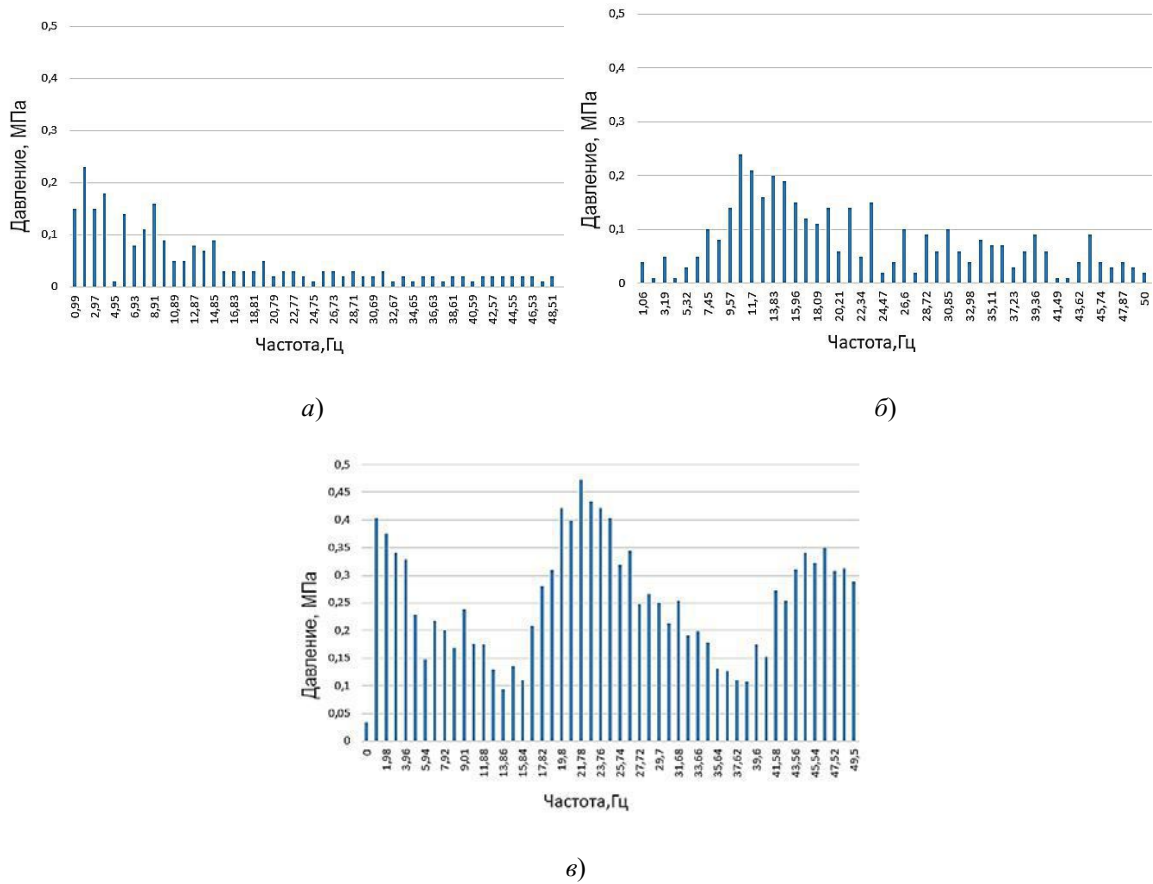 0,5
0,4
0,3
0,2
0,1
0
Давление, МПа
0,99 2,97 4,95 6,93 8,91 10,89 12,87 14,85 16,83 18,81 20,79 22,77 24,75 26,73 28,71 30,69 32,67 34,65 36,63 38,61 40,59 42,57 44,55 46,53 48,51
Частота,Гц
а)
0,5
0,4
0,3
0,2
0,1
0
Давление, МПа
1,06 3,19 5,32 7,45 9,57 11,7 13,83 15,96 18,09 20,21 22,34 24,47 26,6 28,72 30,85 32,98 35,11 37,23 39,36 41,49 43,62 45,74 47,87 50
Частота,Гц
б)
0,5
0,45
0,4
0,35
0,3
0,25
0,2
0,15
0,1
0,05
0
Давление, МПа
0 1,98 3,96 5,94 7,92 9,01 11,88 13,86 15,84 17,82 19,8 21,78 23,76 25,74 27,72 29,7 31,68 33,66 35,64 37,62 39,6 41,58 43,56 45,54 47,52 49,5
Частота,Гц
в)